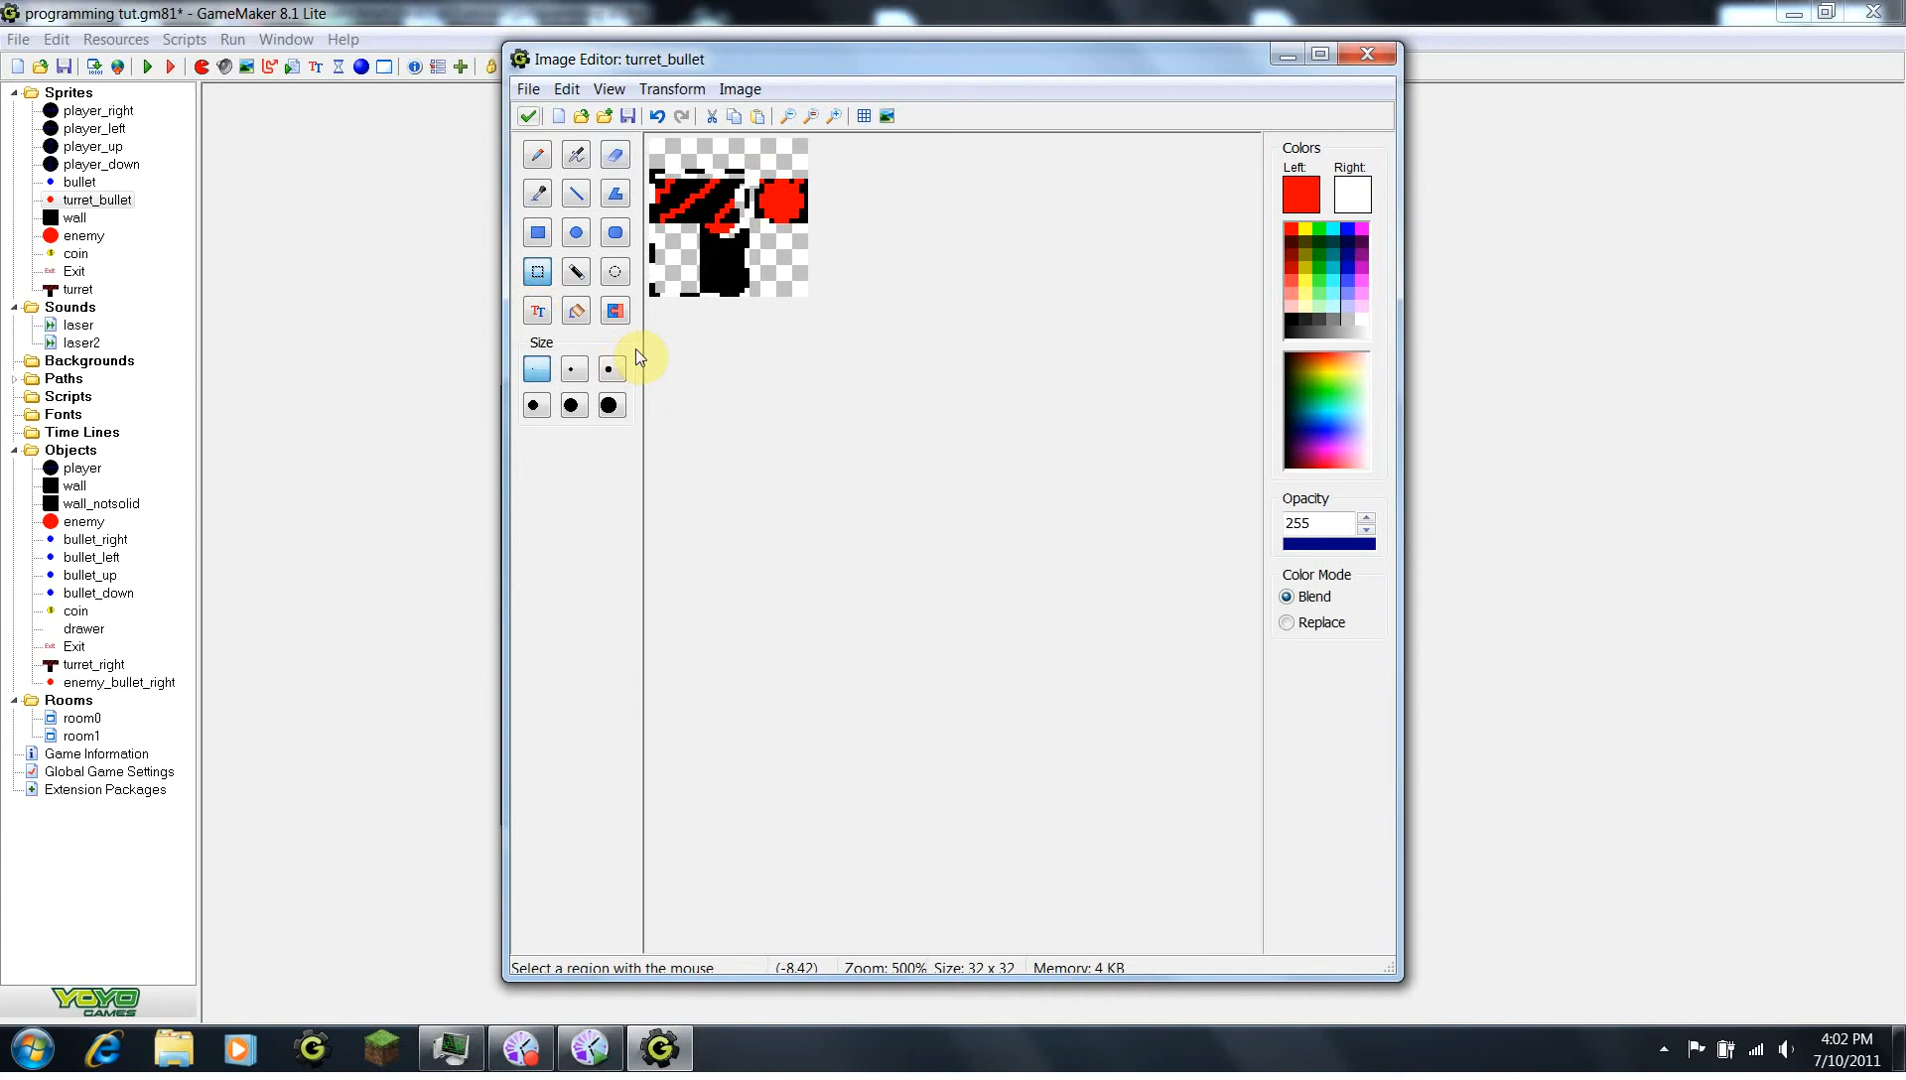 programming tut.gm81* - GameMaker 8.1 Lite
File Edit Resources Scripts Run Window Help
Sprites
player_right
player_left
player_up
player_down
bullet
turret_bullet
wall
enemy
coin
Exit
turret
Sounds
laser
laser2
Backgrounds
Paths
Scripts
Fonts
Time Lines
Objects
player
wall
wall_notsolid
enemy
bullet_right
bullet_left
bullet_up
bullet_down
coin
drawer
Exit
turret_right
enemy_bullet_right
Rooms
room0
room1
Game Information
Global Game Settings
Extension Packages
YOYO
GAMES
Image Editor: turret_bullet
File Edit View Transform Image
Size
Colors
Left: Right:
Opacity
255
Color Mode
Blend
Replace
Select a region with the mouse (-8.42) Zoom: 500% Size: 32 x 32 Memory: 4 KB
4:02 PM
7/10/2011